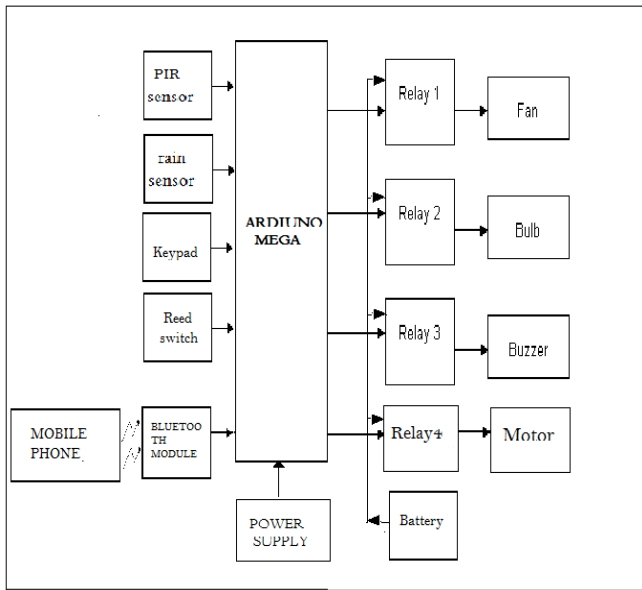 PIR
sensor
rain
sensor
Keypad
Reed
switch
MOBILE
PHONE
BLUETOO
TH
MODULE
ARDIUNO
MEGA
POWER
SUPPLY
Relay 1
Fan
Relay 2
Bulb
Relay 3
Buzzer
Relay4
Motor
Battery